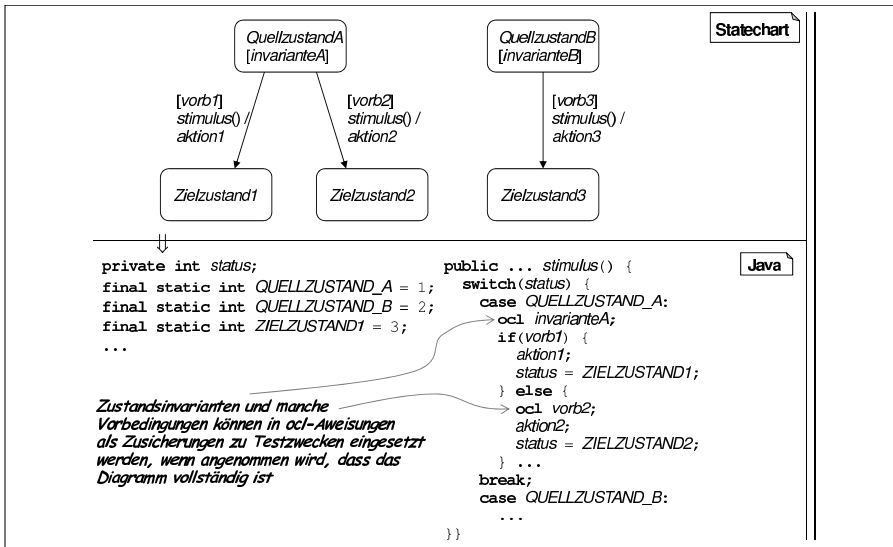 Statechart
QuellzustandA
[invarianteA]
QuellzustandB
[invarianteB]
[vorb1]
stimulus() /
aktion1
[vorb2]
stimulus() /
aktion2
[vorb3]
stimulus() /
aktion3
Zielzustand1
Zielzustand2
Zielzustand3
⇓
Java
private int status;
final static int QUELLZUSTAND_A = 1;
final static int QUELLZUSTAND_B = 2;
final static int ZIELZUSTAND1 = 3;
...
Zustandsinvarianten und manche
Vorbedingungen können in ocl-Aweisungen
als Zusicherungen zu Testzwecken eingesetzt
werden, wenn angenommen wird, dass das
Diagramm vollständig ist
public ... stimulus() {
switch(status) {
case QUELLZUSTAND_A:
ocl invarianteA;
if(vorb1) {
aktion1;
status = ZIELZUSTAND1;
} else {
ocl vorb2;
aktion2;
status = ZIELZUSTAND2;
} ...
break;
case QUELLZUSTAND_B:
...
}}